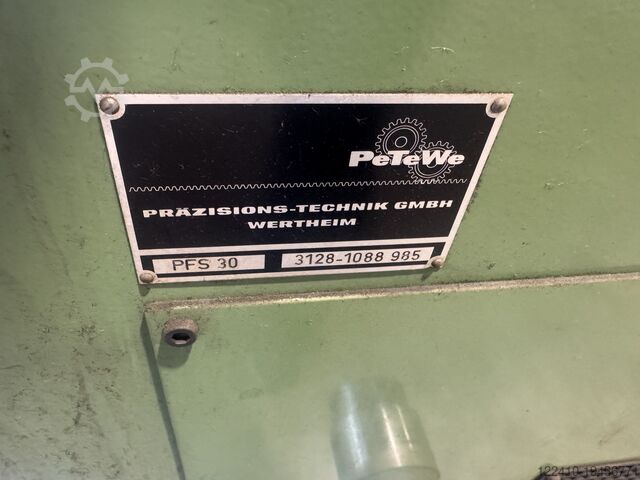 PeTeWe
PRÄZISIONS-TECHNIK GMBH
WERTHEIM
PFS 30 3128-1088 985